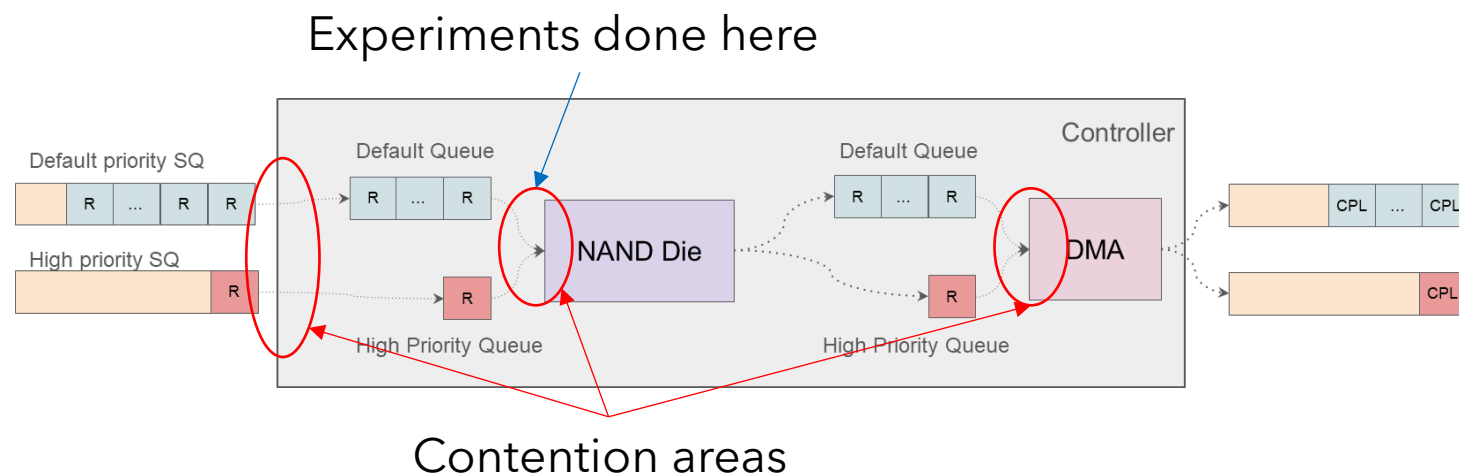 Experiments done here
Controller
Default priority SQ
Default Queue
Default Queue
R ... R R
R ... R
R ... R
CPL ... CPL
NAND Die
DMA
High priority SQ
R
R
R
CPL
High Priority Queue
High Priority Queue
Contention areas